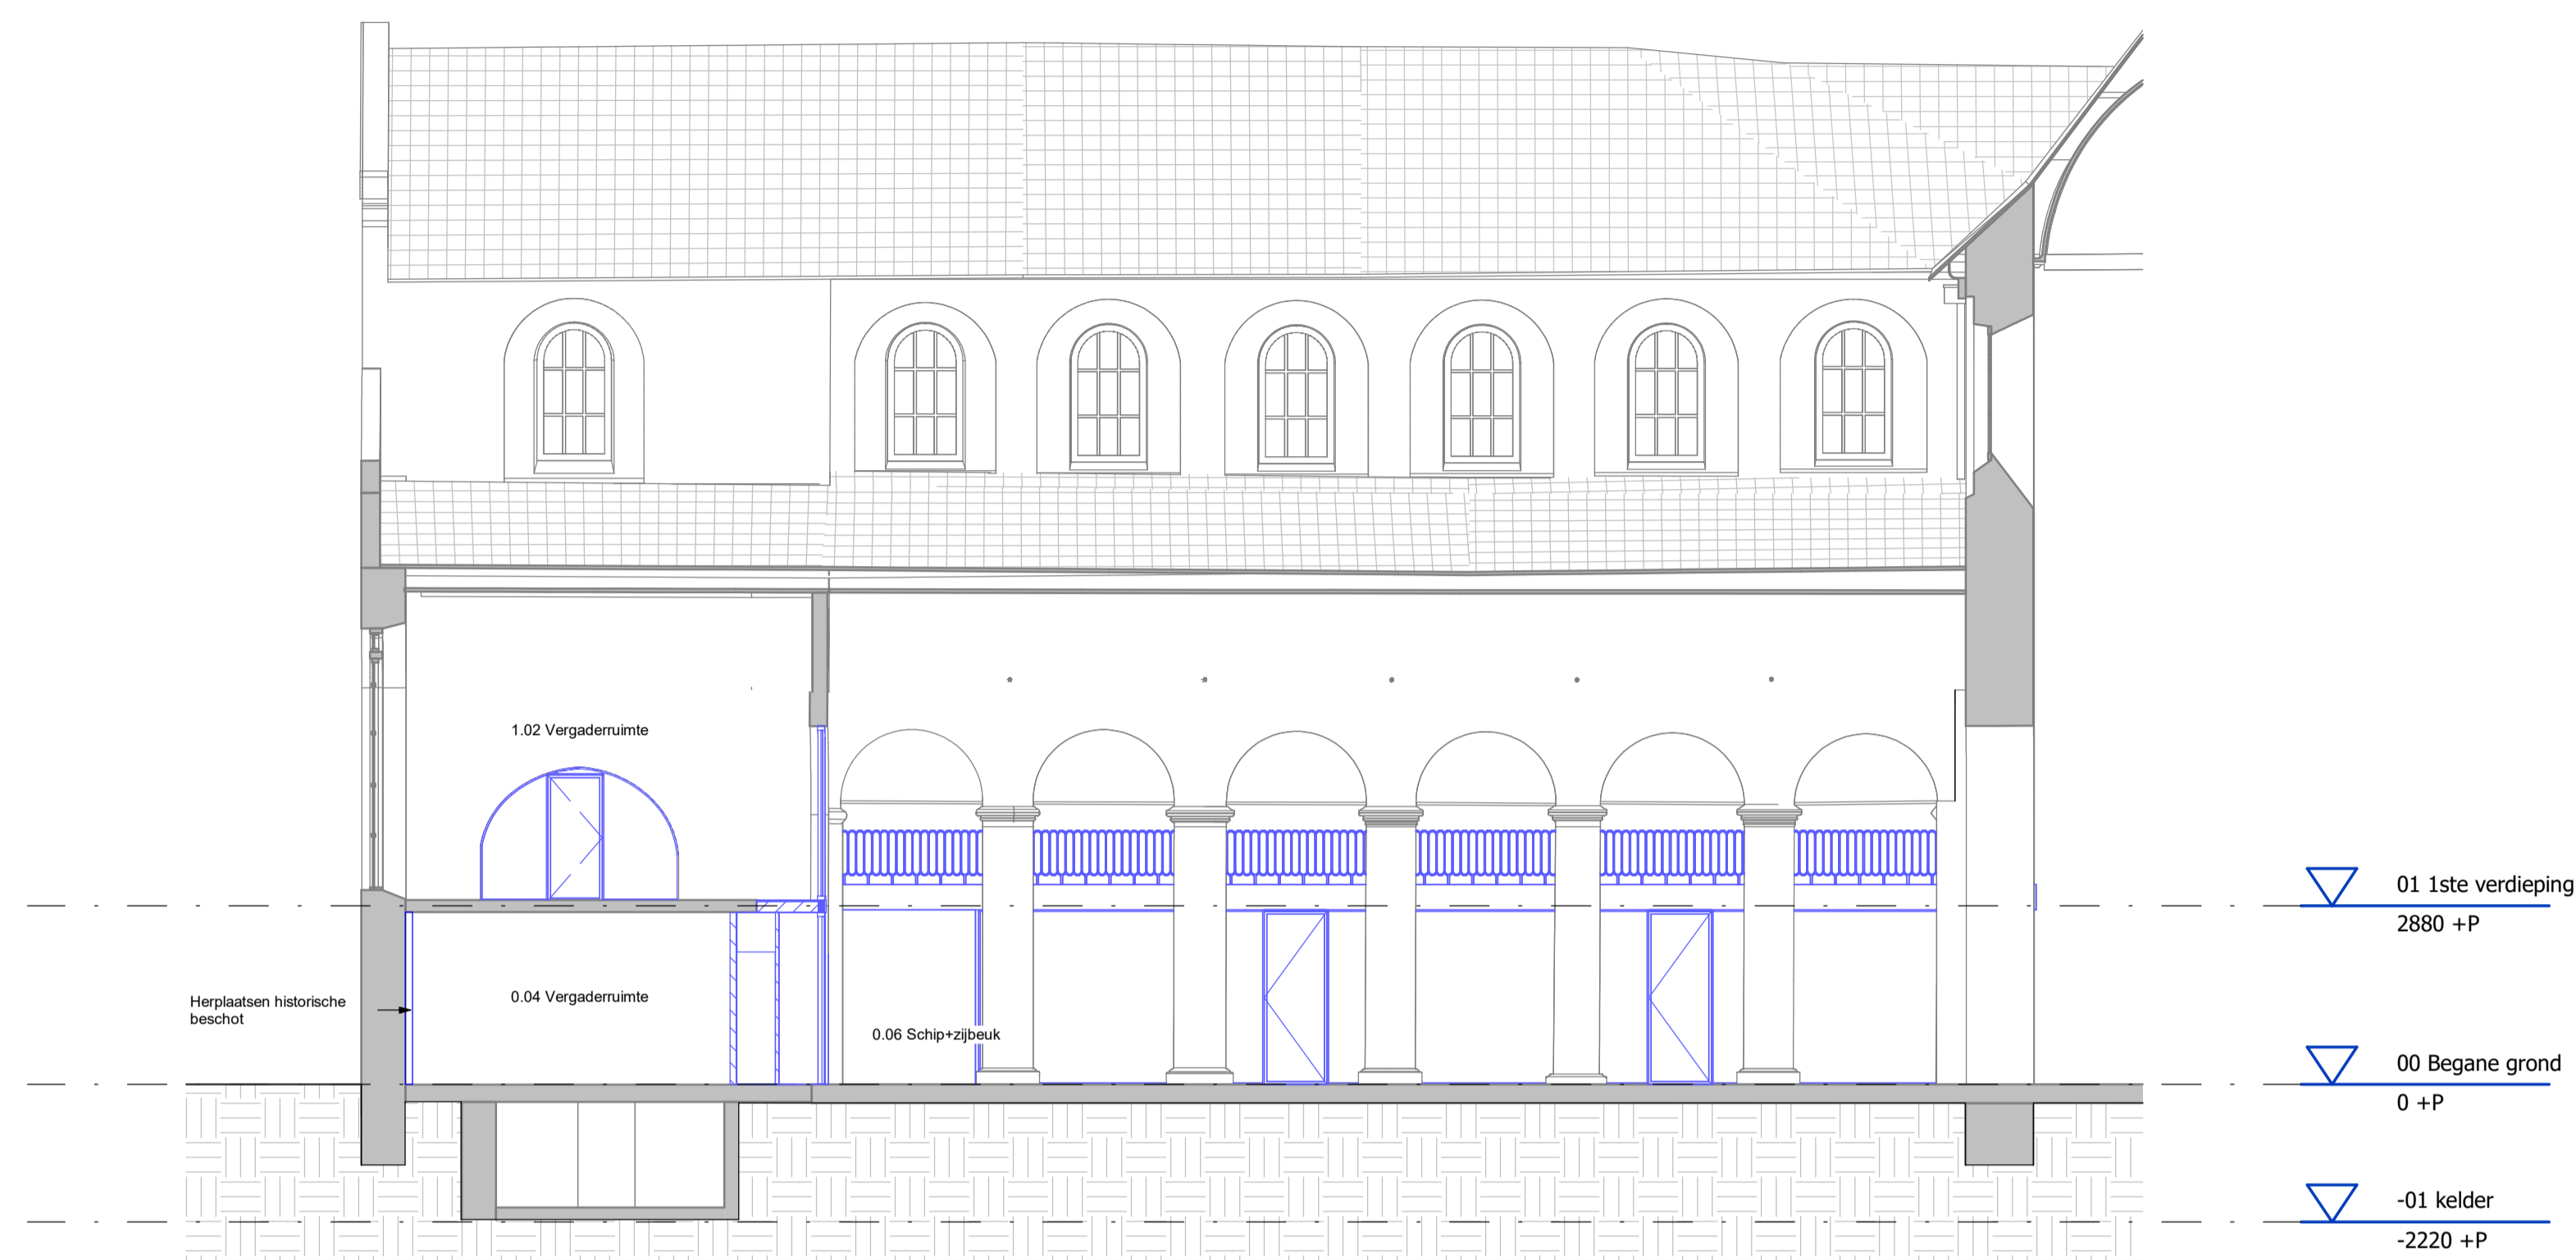 1.02 Vergaderruimte
01 1ste verdieping
2880 +P
Herplaatsen historische
beschot
0.04 Vergaderruimte
0.06 Schip+zijbeuk
00 Begane grond
0 +P
-01 kelder
-2220 +P